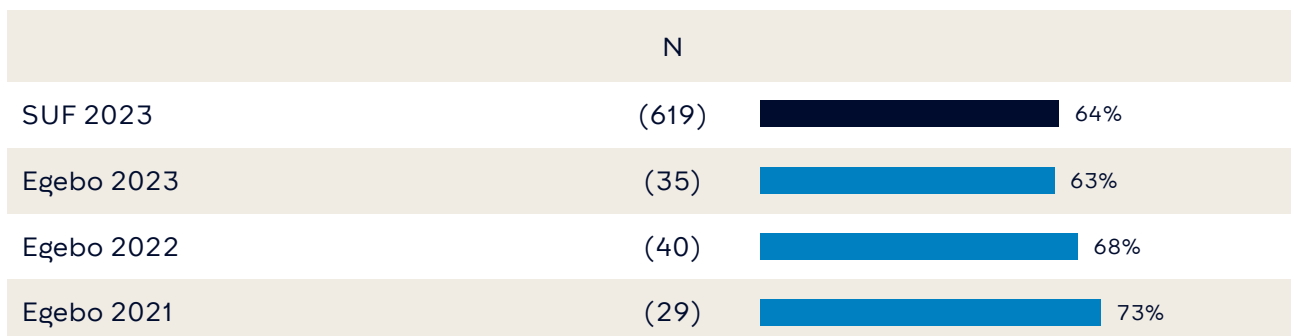 N
SUF 2023 (619) 64%
Egebo 2023 (35) 63%
Egebo 2022 (40) 68%
Egebo 2021 (29) 73%